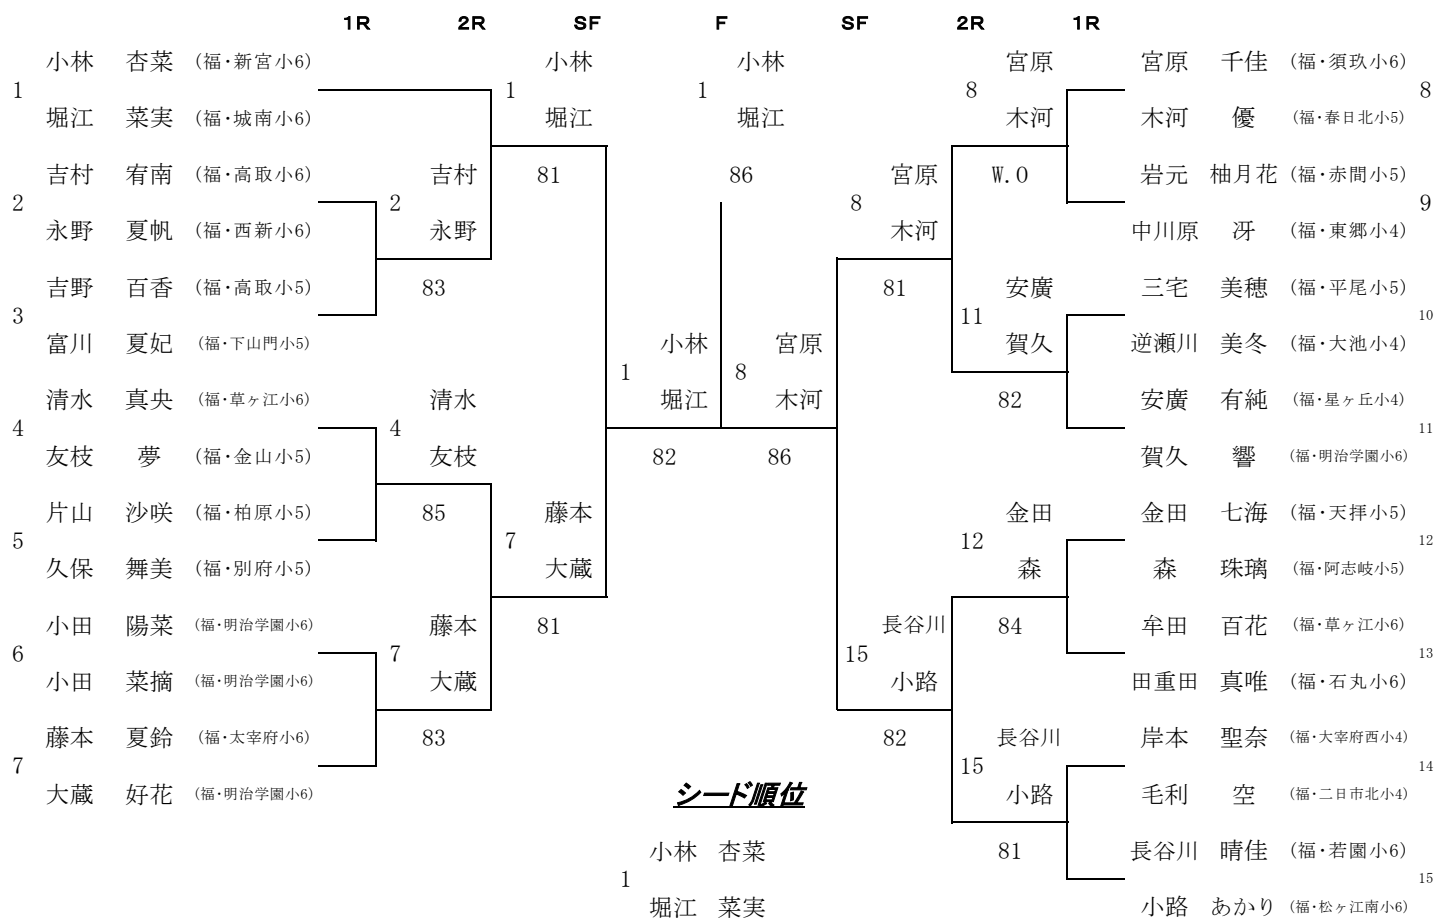 1R 2R SF F SF 2R 1R
小林 杏菜 (福・新宮小6) 小林 小林 宮原 宮原 千佳 (福・須玖小6)
1 1 1 8 8
堀江 菜実 (福・城南小6) 堀江 堀江 木河 木河 優 (福・春日北小5)
吉村 宥南 (福・高取小6) 吉村 81 86 宮原 W.O 岩元 柚月花 (福・赤間小5)
2 2 8 9
永野 夏帆 (福・西新小6) 永野 木河 中川原 冴 (福・東郷小4)
吉野 百香 (福・高取小5) 83 81 安廣 三宅 美穂 (福・平尾小5)
3 11 10
富川 夏妃 (福・下山門小5) 小林 宮原 賀久 逆瀬川 美冬 (福・大池小4)
1 8
清水 真央 (福・草ヶ江小6) 清水 堀江 木河 82 安廣 有純 (福・星ヶ丘小4)
4 4 11
友枝 夢 (福・金山小5) 友枝 82 86 賀久 響 (福・明治学園小6)
片山 沙咲 (福・柏原小5) 85 藤本 金田 金田 七海 (福・天拝小5)
5 7 12 12
久保 舞美 (福・別府小5) 大蔵 森 森 珠璃 (福・阿志岐小5)
小田 陽菜 (福・明治学園小6) 藤本 81 長谷川 84 牟田 百花 (福・草ヶ江小6)
6 7 15 13
小田 菜摘 (福・明治学園小6) 大蔵 小路 田重田 真唯 (福・石丸小6)
藤本 夏鈴 (福・太宰府小6) 83 82 長谷川 岸本 聖奈 (福・大宰府西小4)
7 15 14
大蔵 好花 (福・明治学園小6) シード順位 小路 毛利 空 (福・二日市北小4)
小林 杏菜 81 長谷川 晴佳 (福・若園小6)
1 15
堀江 菜実 小路 あかり (福・松ヶ江南小6)